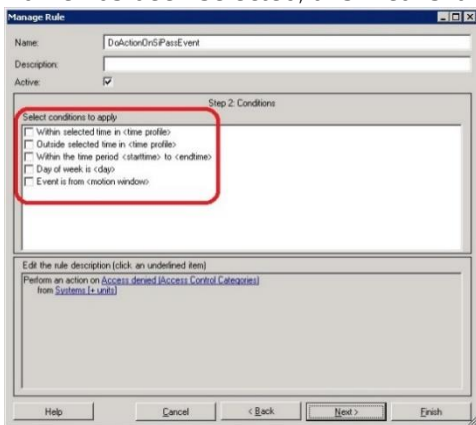 Manage Rule
Name: DoActionOnSiPassEvent
Description:
Active:
Step 2: Conditions
Select conditions to apply
Within selected time in <time profile>
Outside selected time in <time profile>
Within the time period <starttime> to <endtime>
Day of week is <day>
Event is from <motion window>
Edit the rule description (click an underlined item)
Perform an action on Access denied (Access Control Categories)
from Systems [+ units]
Help Cancel < Back Next > Finish